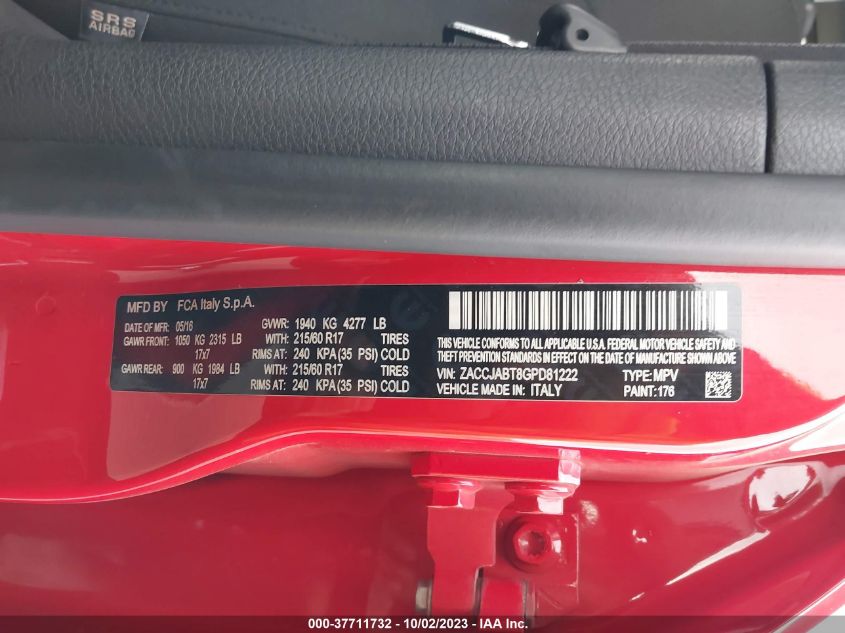 SRS
AIRBAG
MFD BY FCA Italy S.p.A.
DATE OF MFR: 05/16 GVWR: 1940 KG 4277 LB
GAWR FRONT: 1050 KG 2315 LB WITH: 215/60 R17 TIRES
17x7 RIMS AT: 240 KPA (35 PSI) COLD
GAWR REAR: 900 KG 1984 LB WITH: 215/60 R17 TIRES
17x7 RIMS AT: 240 KPA (35 PSI) COLD
THIS VEHICLE CONFORMS TO ALL APPLICABLE U.S.A. FEDERAL MOTOR VEHICLE SAFETY,
BUMPER, AND THEFT PREVENTION STANDARDS IN EFFECT ON THE DATE OF MANUFACTURE SHOWN ABOVE.
VIN: ZACCJABT8GPD81222 TYPE: MPV
VEHICLE MADE IN: ITALY PAINT: 176
000-37711732 - 10/02/2023 - IAA Inc.